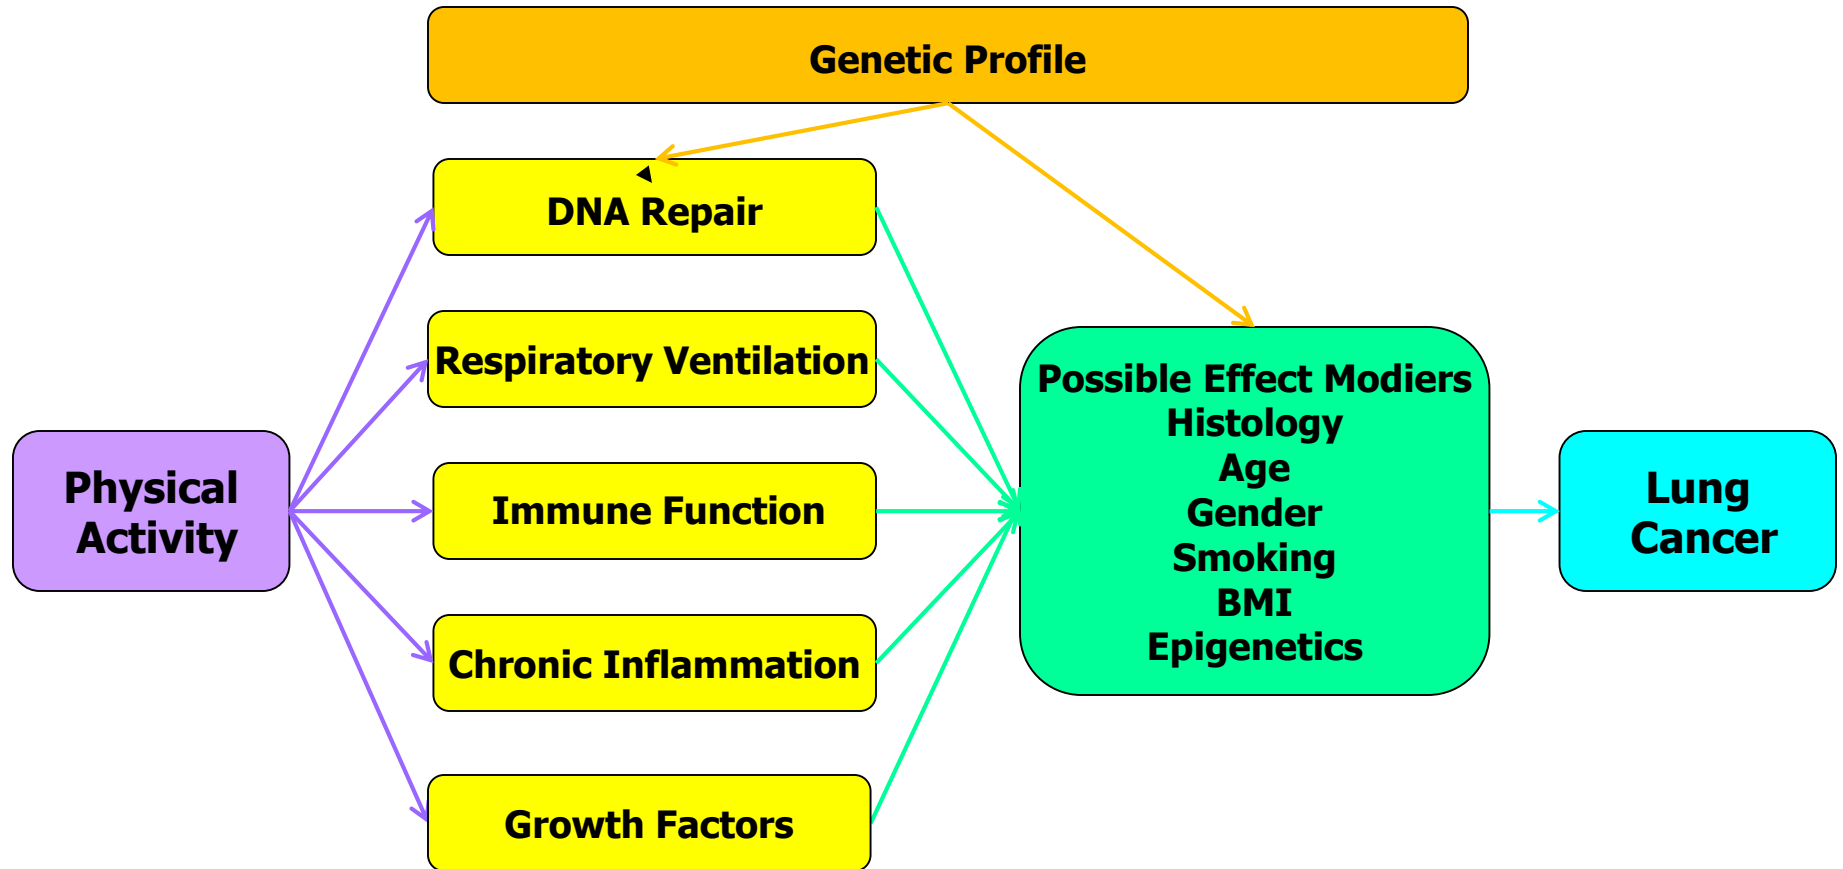 Genetic Profile
DNA Repair
Respiratory Ventilation
Immune Function
Chronic Inflammation
Growth Factors
Physical
Activity
Possible Effect Modiers
Histology
Age
Gender
Smoking
BMI
Epigenetics
Lung
Cancer